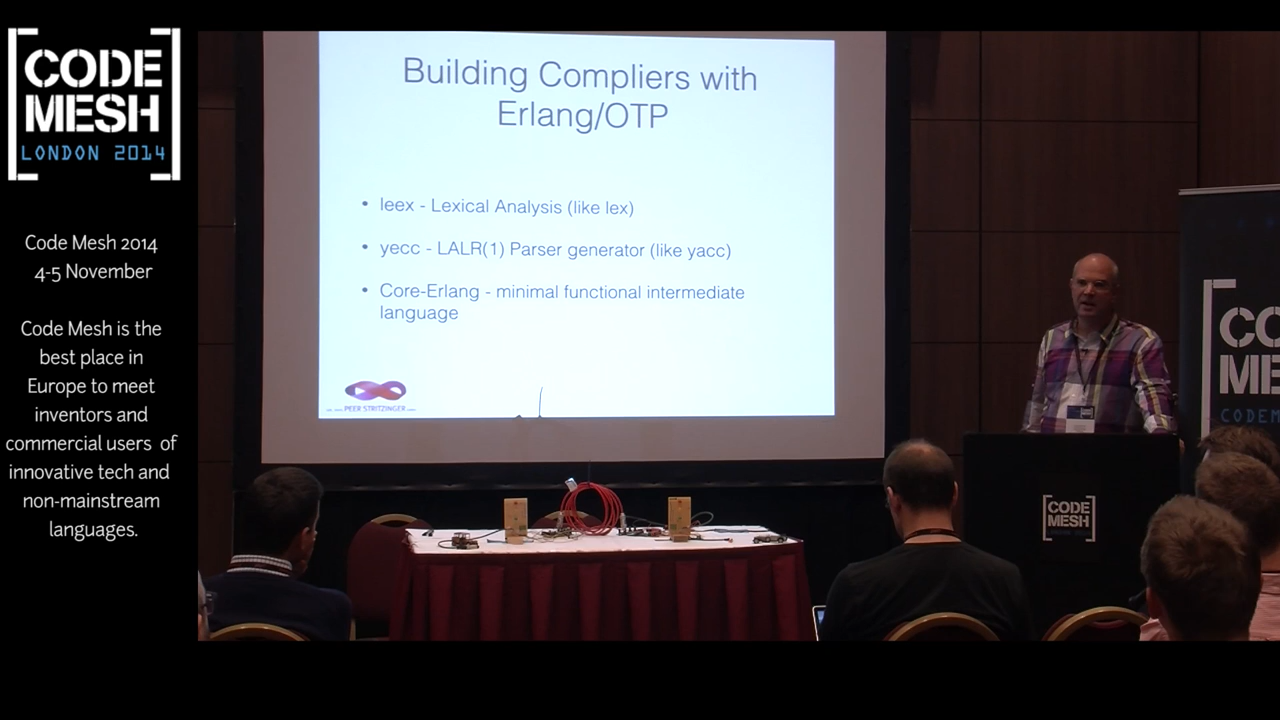 CODE
MESH
LONDON 2014
Code Mesh 2014
4-5 November
Code Mesh is the
best place in
Europe to meet
inventors and
commercial users of
innovative tech and
non-mainstream
languages.
Building Compliers with
Erlang/OTP
• leex - Lexical Analysis (like lex)
• yecc - LALR(1) Parser generator (like yacc)
• Core-Erlang - minimal functional intermediate
language
PEER STRITZINGER
CODE
MESH
CO
ME
CODEM